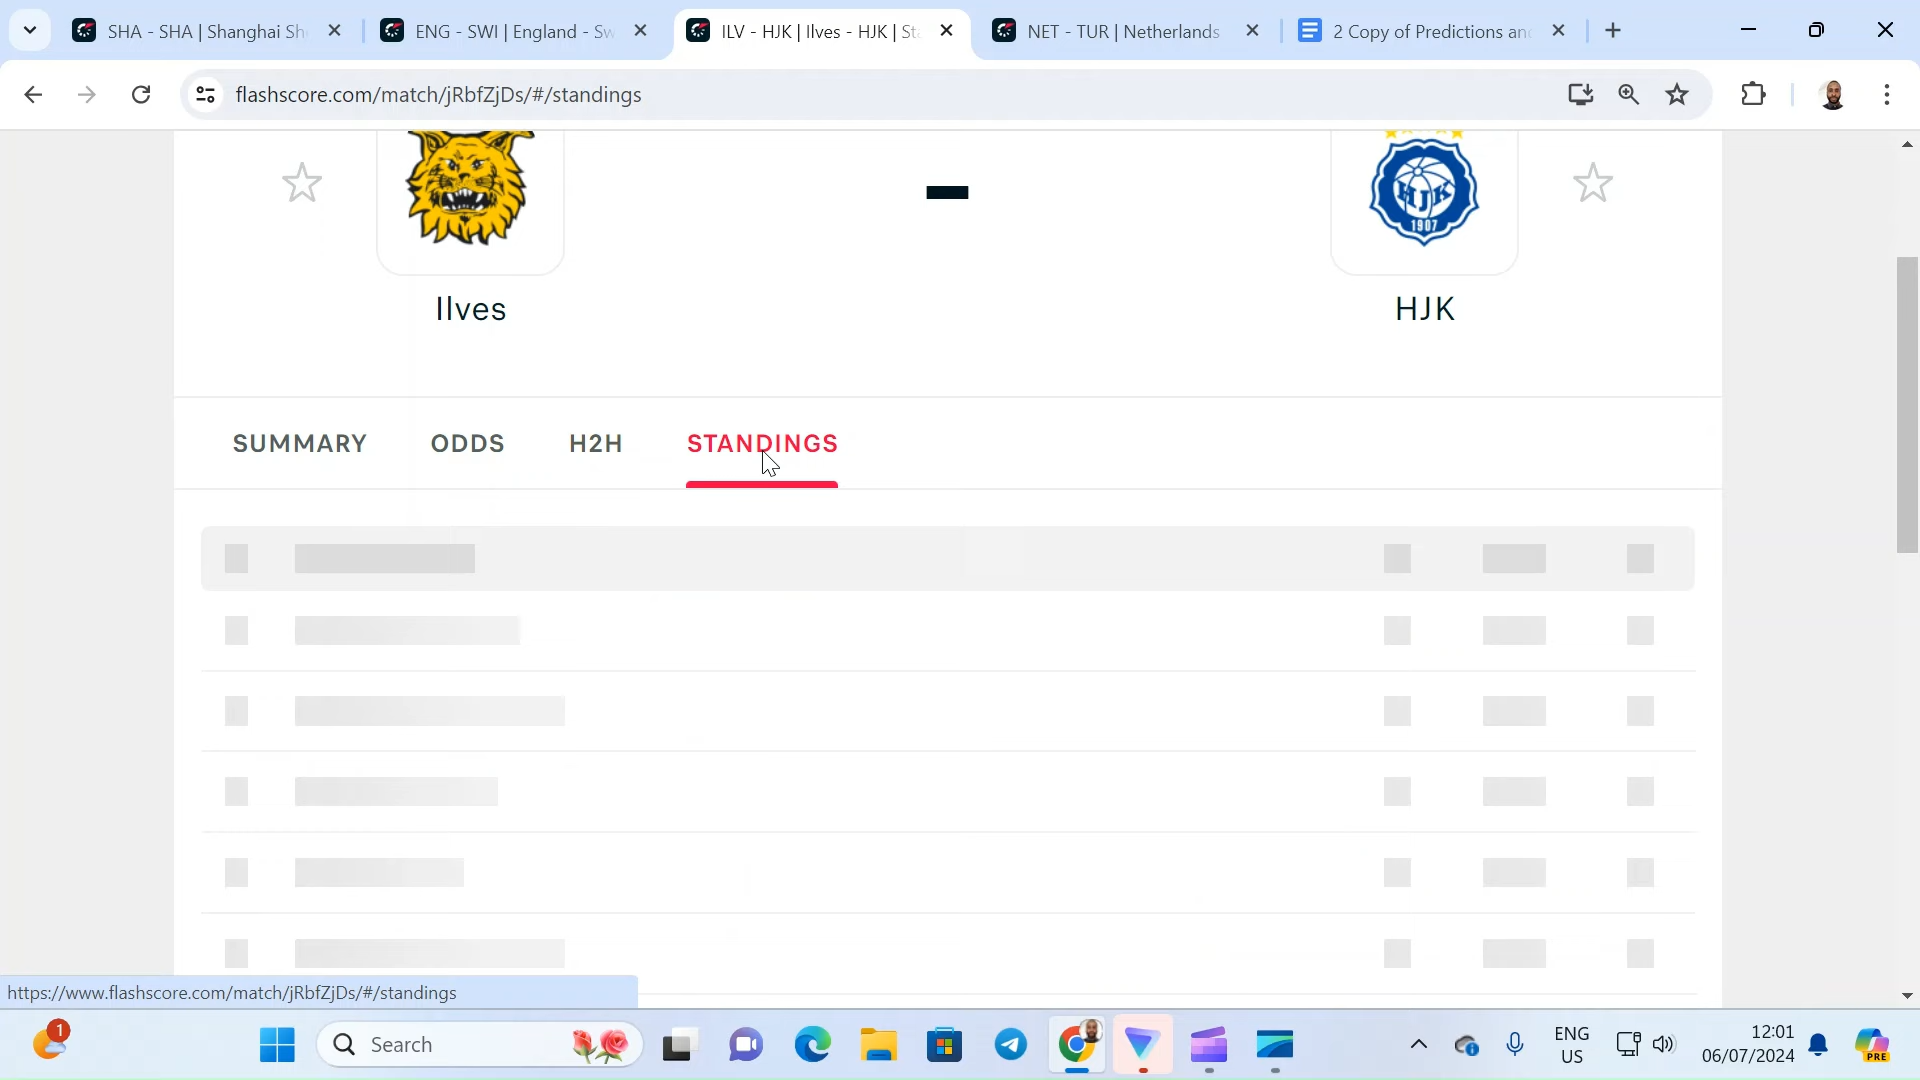 SHA - SHA | Shanghai Sh
ENG - SWI | England - Sw
ILV - HJK | Ilves - HJK | Sta
NET - TUR | Netherlands
2 Copy of Predictions an
flashscore.com/match/jRbfZjDs/#/standings
HJK
1907
Ilves
HJK
SUMMARY
ODDS
H2H
STANDINGS
https://www.flashscore.com/match/jRbfZjDs/#/standings
1
Search
ENG
US
12:01
06/07/2024
PRE